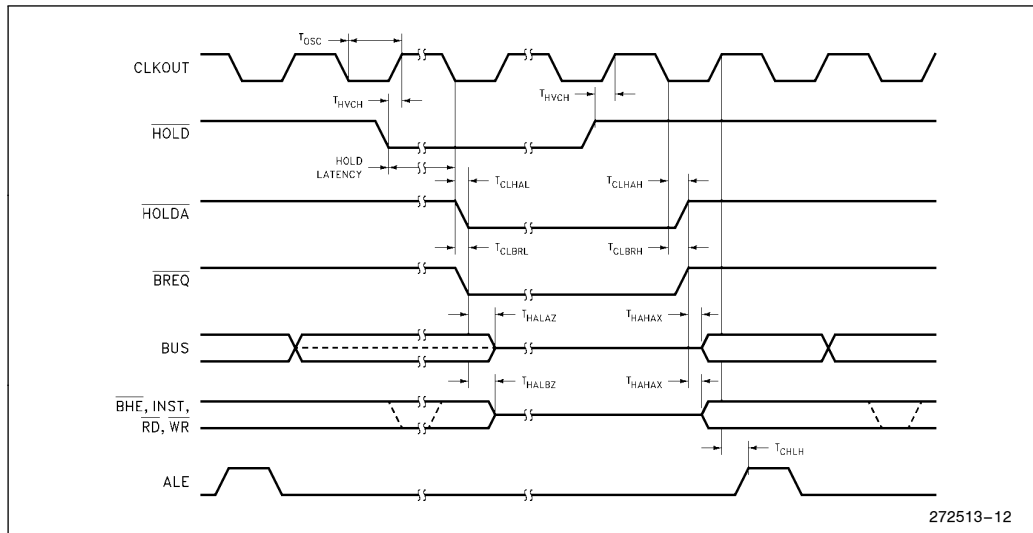 T_OSC
CLKOUT
T_HVCH
T_HVCH
HOLD
HOLD
LATENCY
T_CLHAL
T_CLHAH
HOLDA
T_CLBRL
T_CLBRH
BREQ
T_HALAZ
T_HAHAX
BUS
T_HALBZ
T_HAHAX
BHE, INST,
RD, WR
T_CHLH
ALE
272513–12